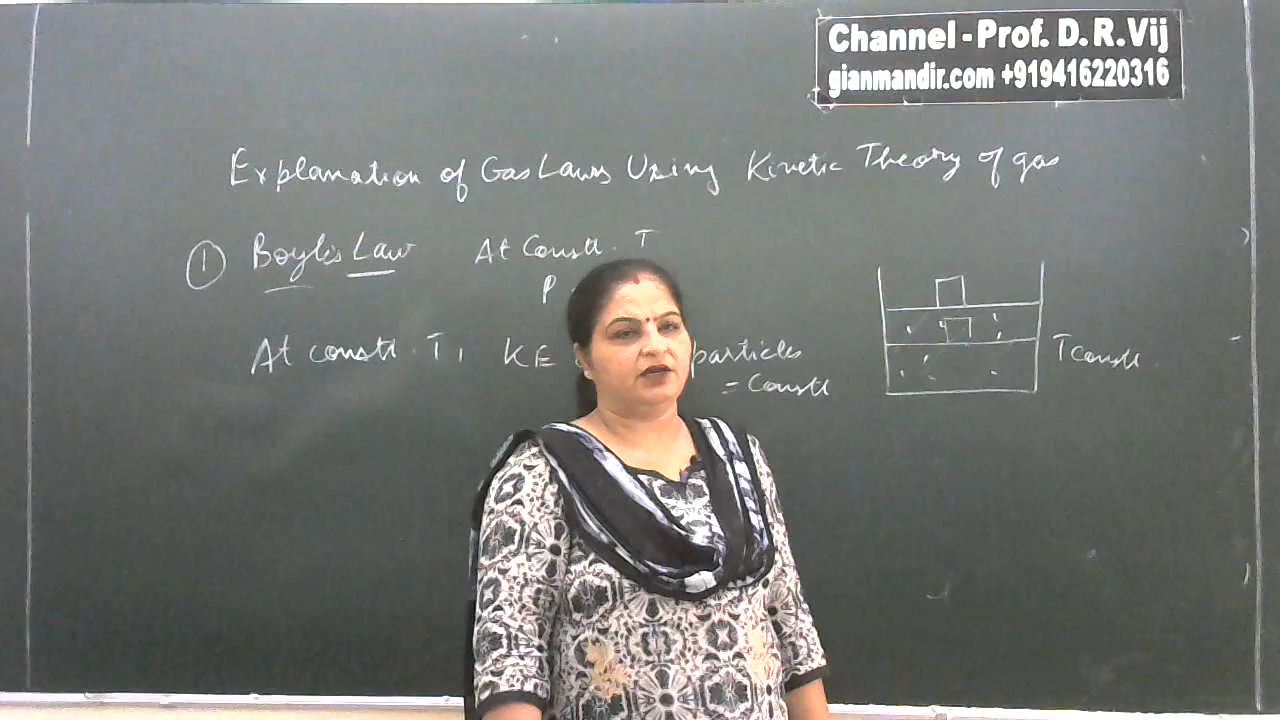 Channel - Prof. D. R. Vij
gianmandir.com +919416220316
Explanation of Gas Laws Using Kinetic Theory of gas
① Boyle's Law At Constt. T
P
At constt. T, KE particles
= Constt
T constt.